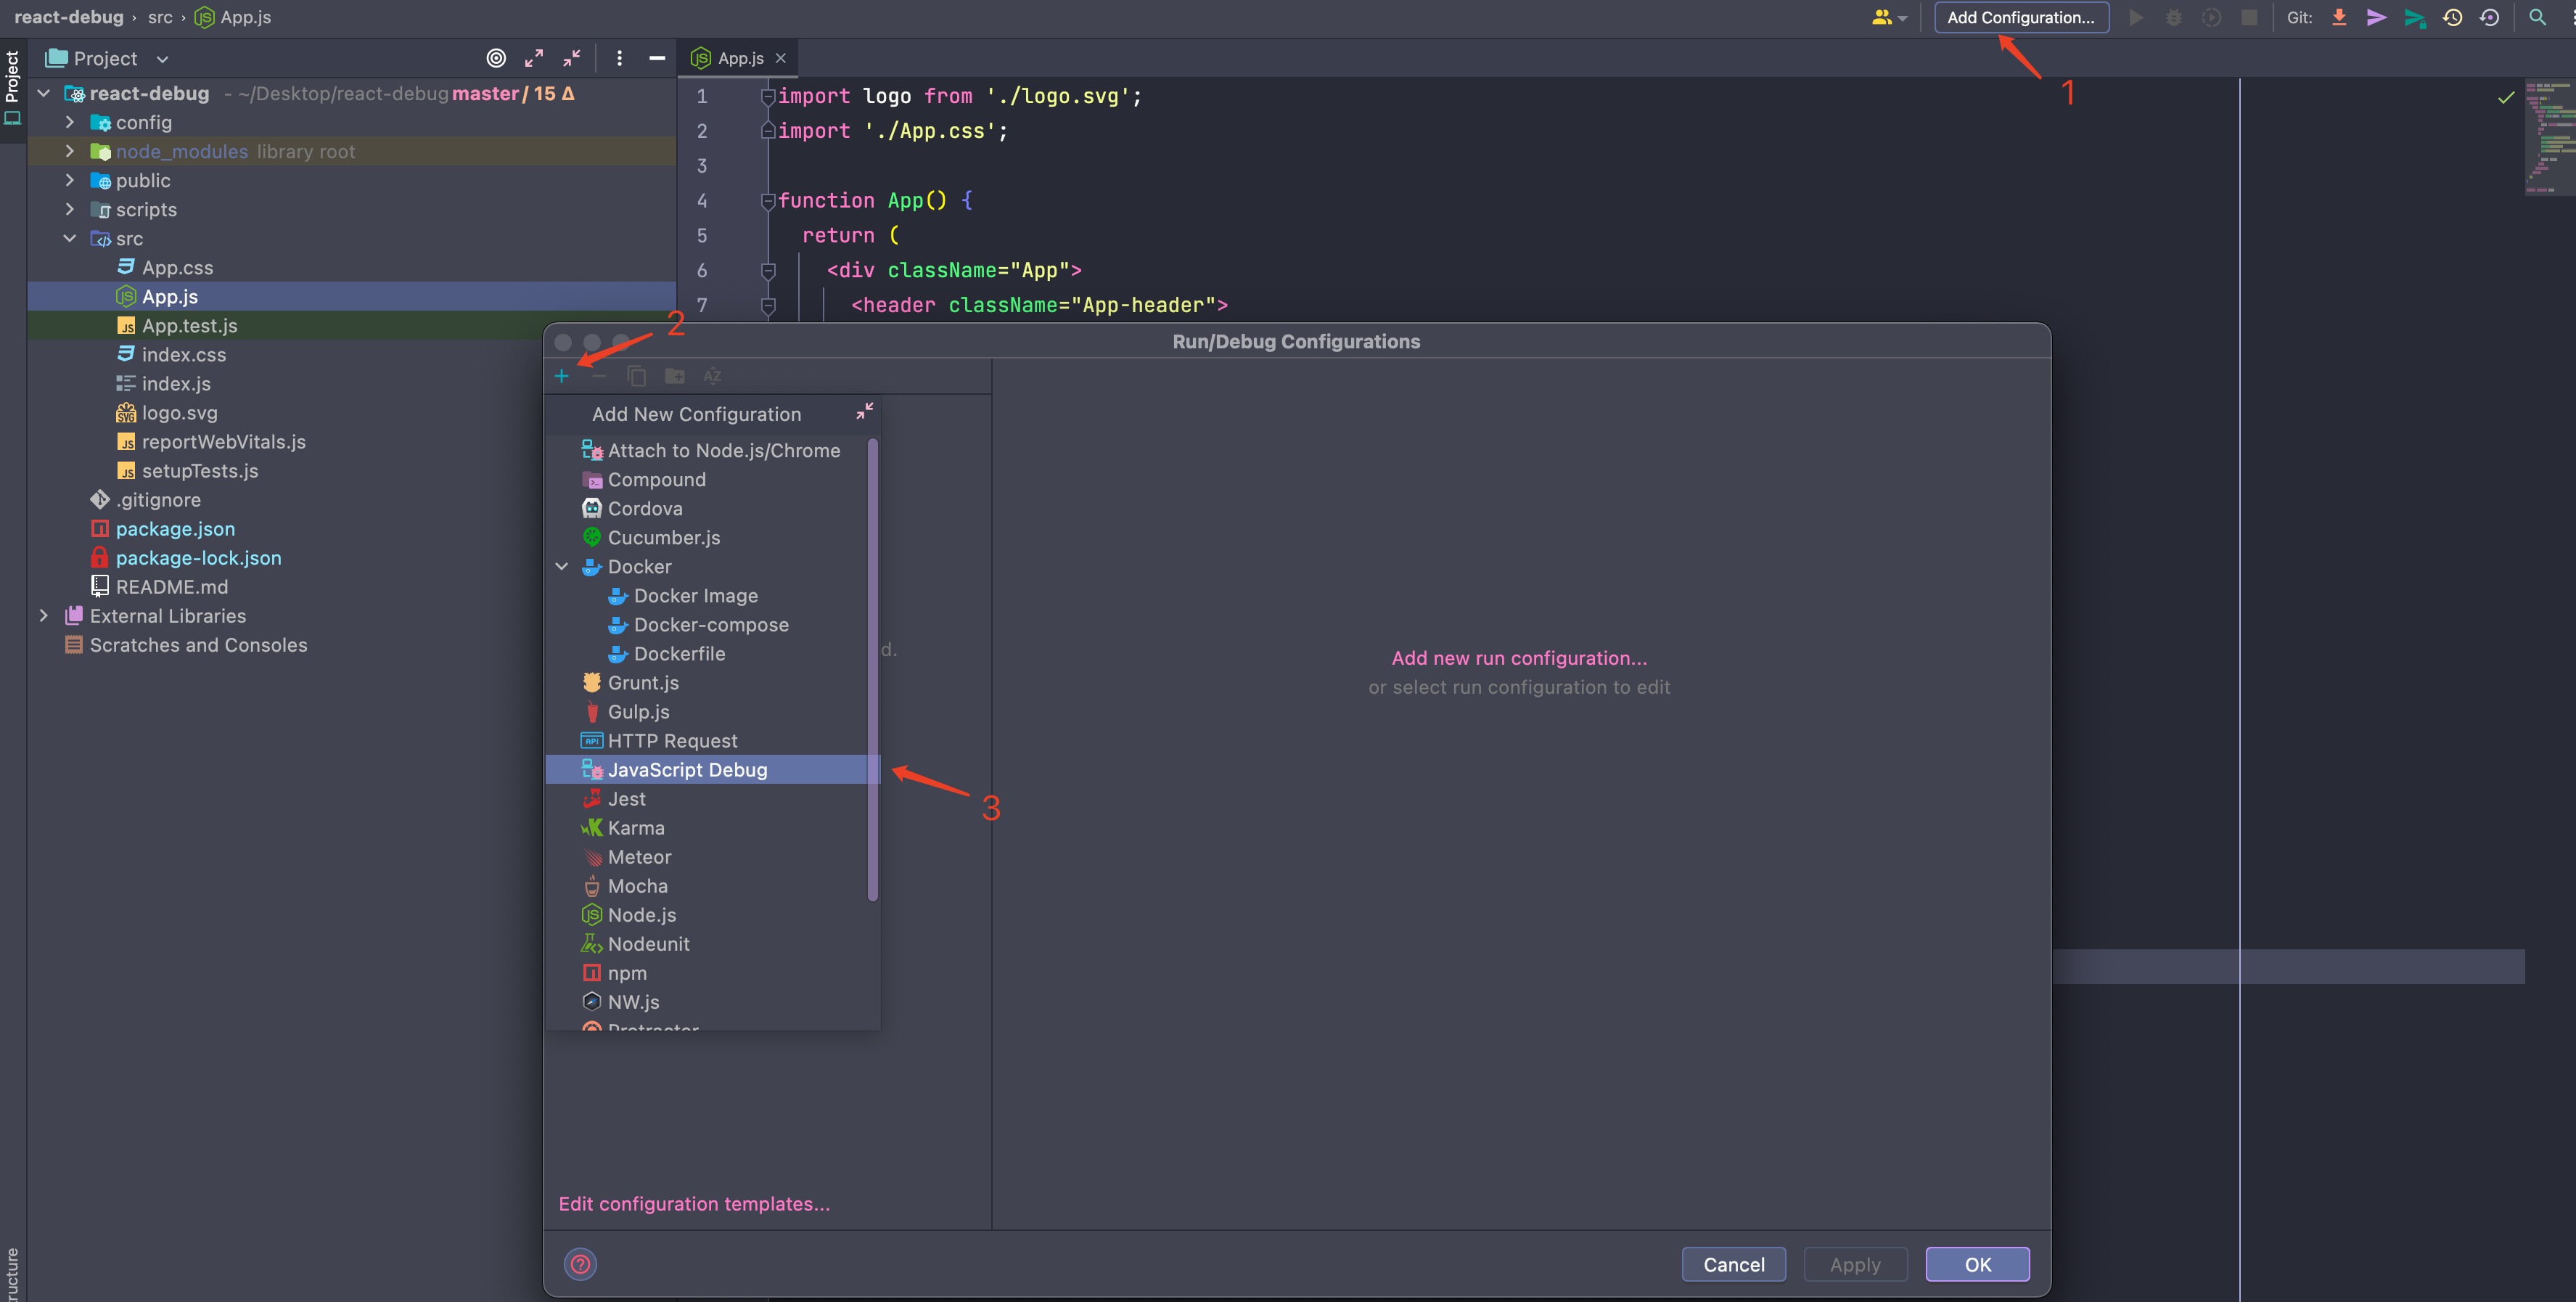 react-debug › src › App.js
Add Configuration...
Git:
1
Project
Project
App.js
react-debug - ~/Desktop/react-debug master / 15 Δ
config
node_modules library root
public
scripts
src
App.css
App.js
App.test.js
index.css
index.js
logo.svg
reportWebVitals.js
setupTests.js
.gitignore
package.json
package-lock.json
README.md
External Libraries
Scratches and Consoles
1 import logo from './logo.svg';
2 import './App.css';
3
4 function App() {
5 return (
6 <div className="App">
7 <header className="App-header">
2
Run/Debug Configurations
Add New Configuration
Attach to Node.js/Chrome
Compound
Cordova
Cucumber.js
Docker
Docker Image
Docker-compose
Dockerfile
d.
Grunt.js
Gulp.js
HTTP Request
JavaScript Debug
3
Jest
Karma
Meteor
Mocha
Node.js
Nodeunit
npm
NW.js
Protractor
Add new run configuration...
or select run configuration to edit
Edit configuration templates...
?
Cancel
Apply
OK
ructure